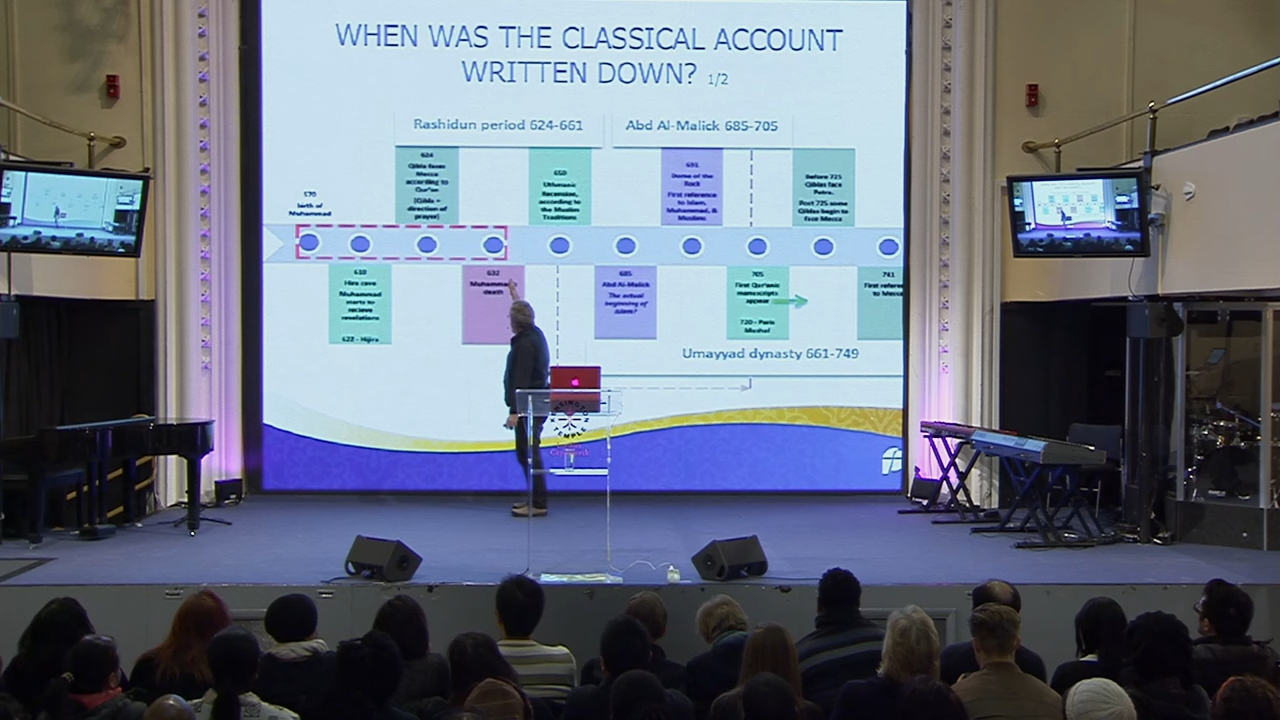 WHEN WAS THE CLASSICAL ACCOUNT
WRITTEN DOWN? 1/2
Rashidun period 624-661
Abd Al-Malick 685-705
570
birth of
Muhammad
624
Qibla faces
Mecca
according to
Qur'an
(Qibla =
direction of
prayer)
650
Uthmanic
Recension,
according to
the Muslim
Traditions
691
Dome of the
Rock
First reference
to Islam,
Muhammad, &
Muslims
Before 725
Qiblas face
Petra.
Post 725 some
Qiblas begin to
face Mecca
610
Hira cave
Muhammad
starts to
recieve
revelations
622 - Hijira
632
Muhammad
death
685
Abd Al-Malick
The actual
beginning of
Islam?
705
First Qur'anic
manuscripts
appear
720 - Paris
Mushaf
741
First refere
to Mecca
Umayyad dynasty 661-749
TEMPLE